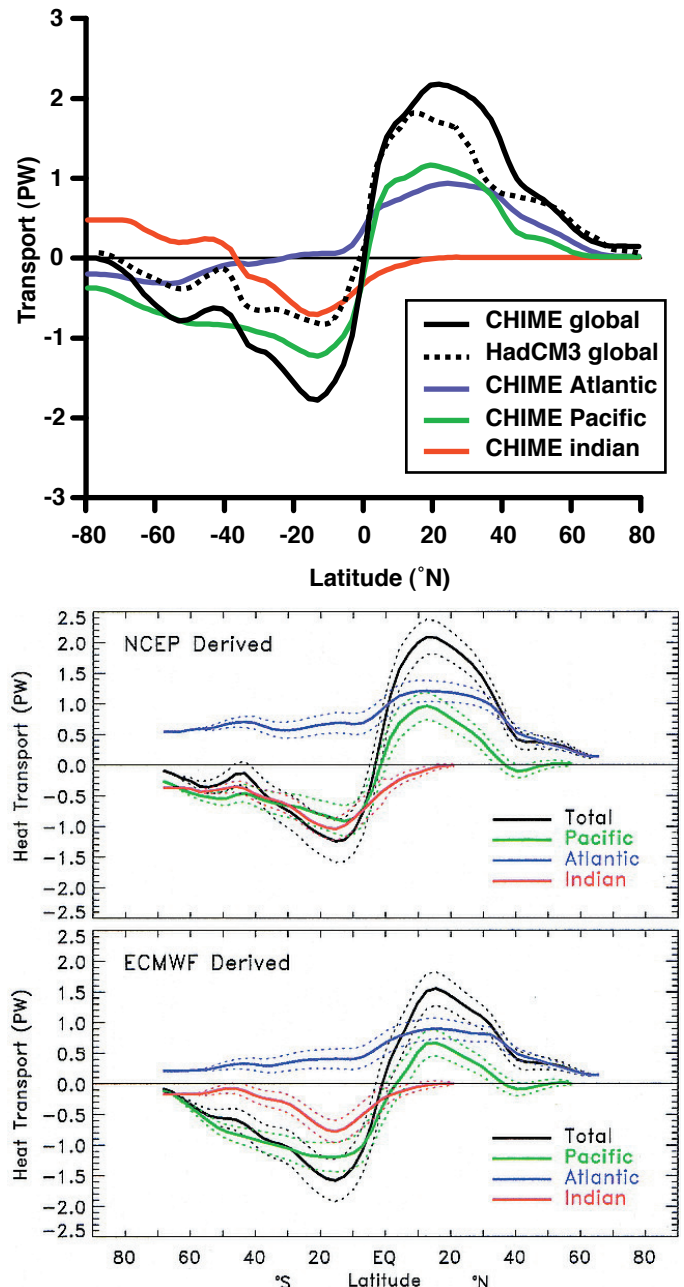 3
2
1
0
-1
-2
-3
Transport (PW)
CHIME global
HadCM3 global
CHIME Atlantic
CHIME Pacific
CHIME indian
-80 -60 -40 -20 0 20 40 60 80
Latitude (°N)
2.5
2.0
1.5
1.0
0.5
0.0
-0.5
-1.0
-1.5
-2.0
-2.5
Heat Transport (PW)
NCEP Derived
Total
Pacific
Atlantic
Indian
2.5
2.0
1.5
1.0
0.5
0.0
-0.5
-1.0
-1.5
-2.0
-2.5
Heat Transport (PW)
ECMWF Derived
Total
Pacific
Atlantic
Indian
80 60 40 20 EQ 20 40 60 80
°S Latitude °N